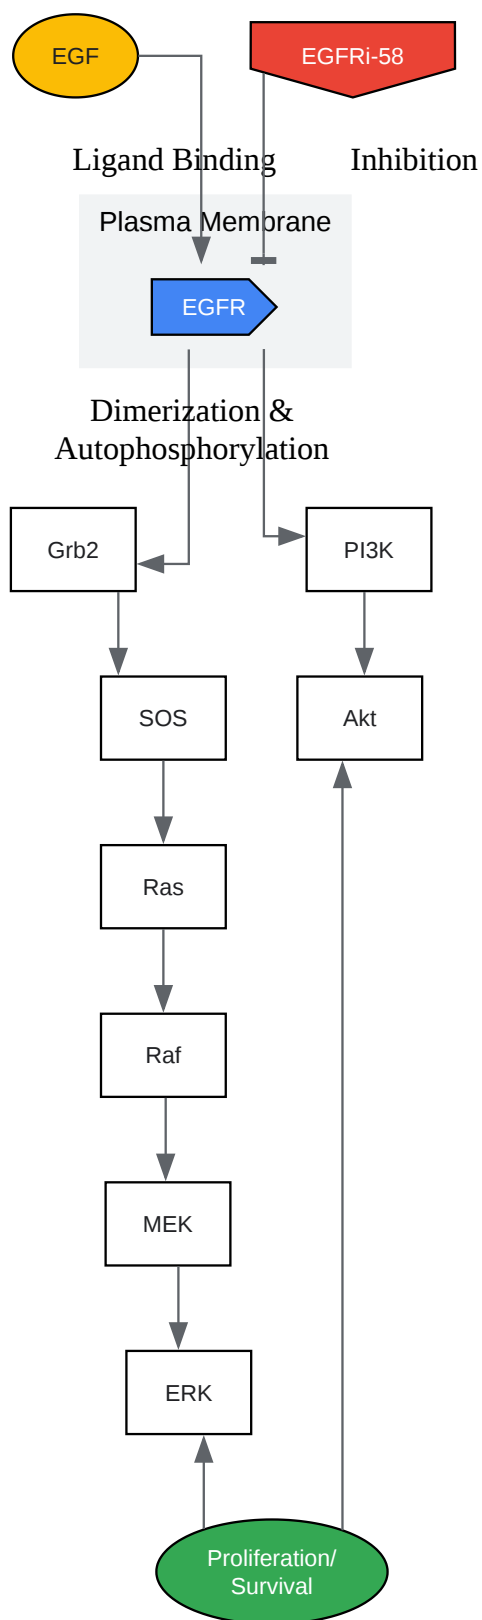 EGF
EGFRi-58
Ligand Binding
Inhibition
Plasma Membrane
EGFR
Dimerization &
Autophosphorylation
Grb2
PI3K
SOS
Akt
Ras
Raf
MEK
ERK
Proliferation/
Survival